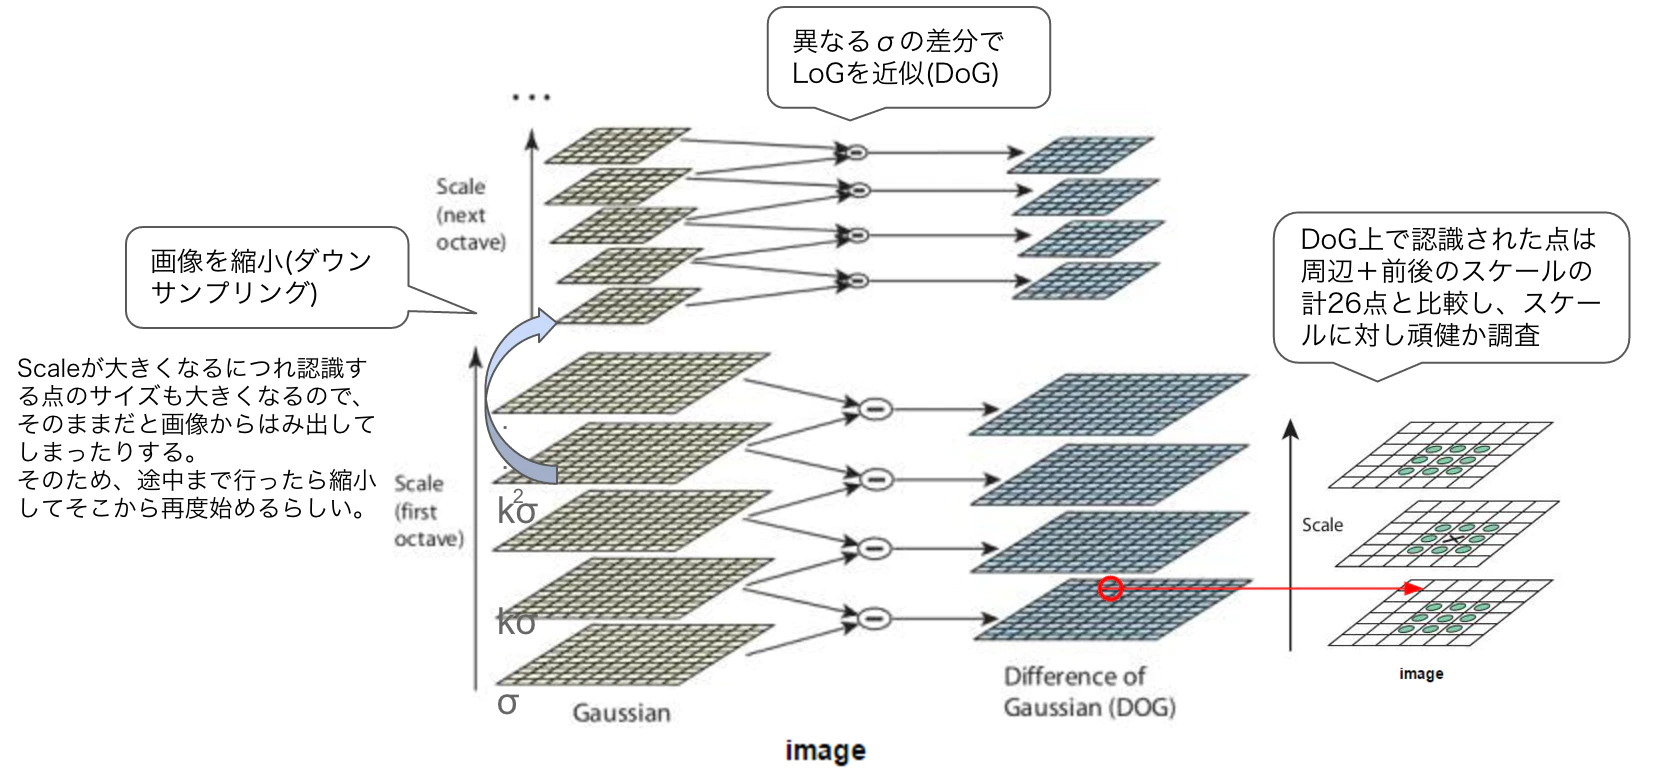 異なるσの差分で
LoGを近似(DoG)
...
Scale
(next
octave)
画像を縮小(ダウン
サンプリング)
DoG上で認識された点は
周辺＋前後のスケールの
計26点と比較し、スケー
ルに対し頑健か調査
Scaleが大きくなるにつれ認識す
る点のサイズも大きくなるので、
そのままだと画像からはみ出して
しまったりする。
そのため、途中まで行ったら縮小
してそこから再度始めるらしい。
Scale
(first
octave)
.
.
k²σ
kσ
σ
Gaussian
Difference of
Gaussian (DOG)
Scale
image
image